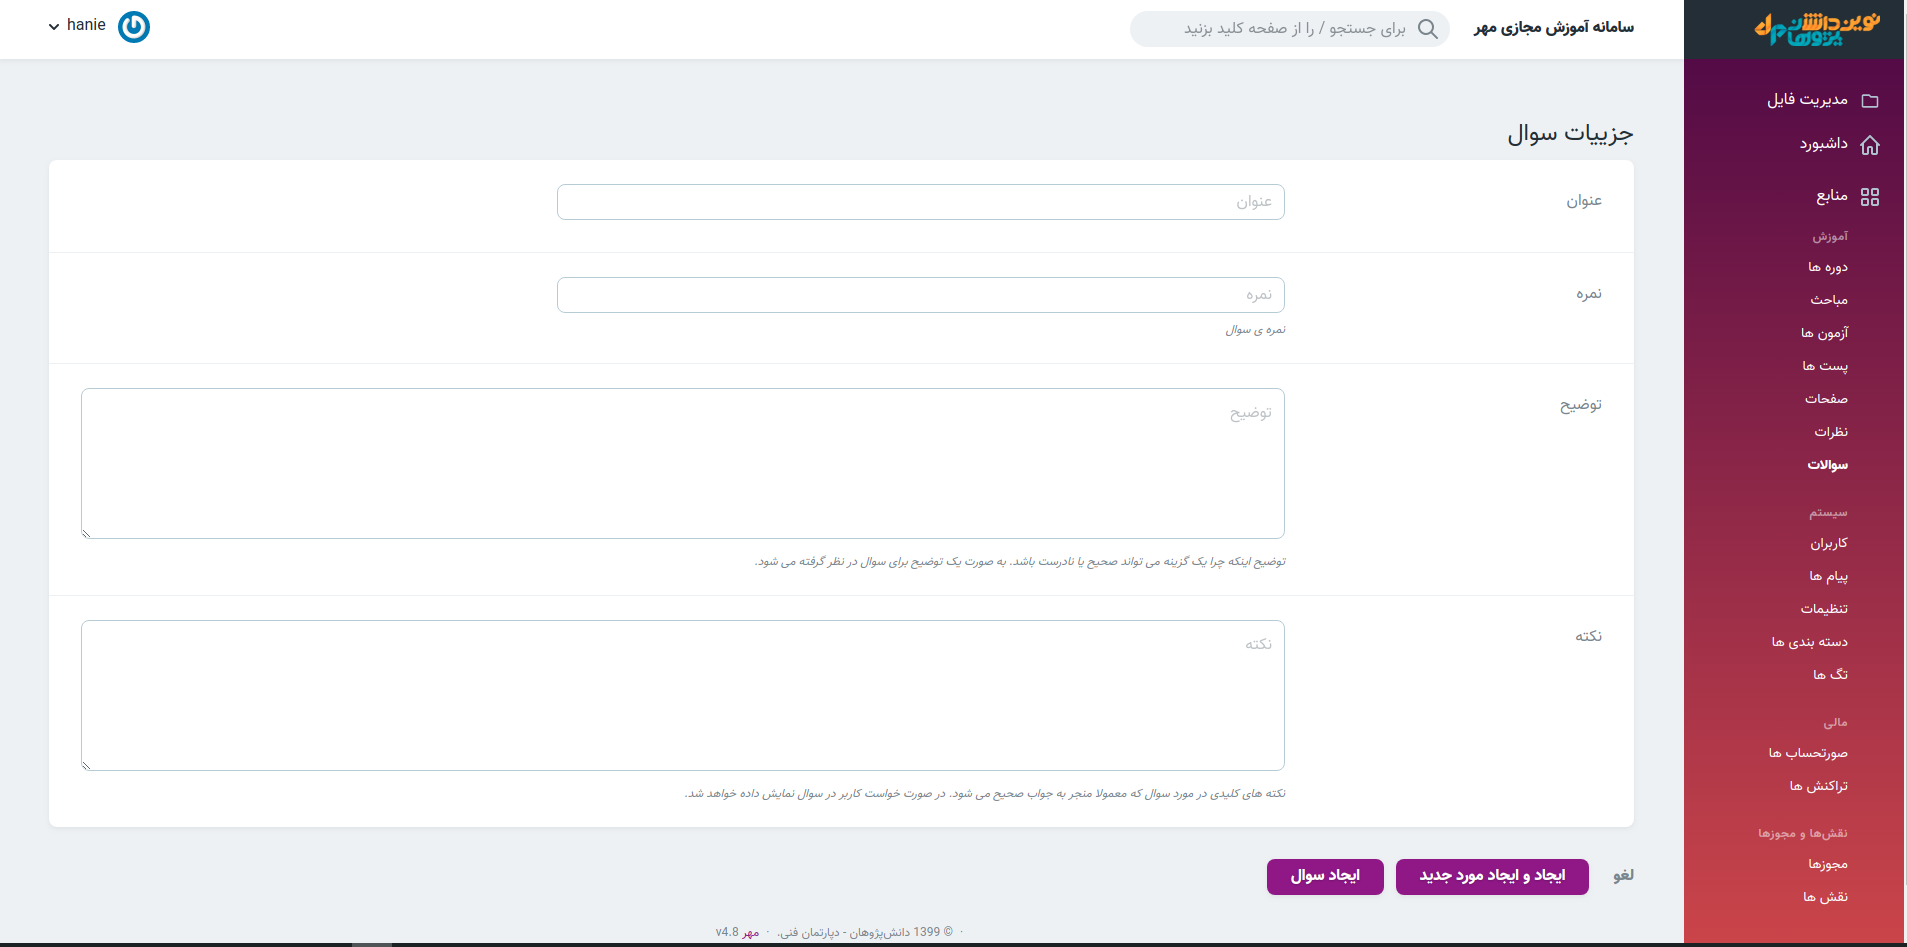 نوین دانش پژوهان
سامانه آموزش مجازی مهر
برای جستجو / را از صفحه کلید بزنید
hanie
مدیریت فایل
داشبورد
منابع
آموزش
دوره ها
مباحث
آزمون ها
پست ها
صفحات
نظرات
سوالات
سیستم
کاربران
پیام ها
تنظیمات
دسته بندی ها
تگ ها
مالی
صورتحساب ها
تراکنش ها
نقش‌ها و مجوزها
مجوزها
نقش ها
جزییات سوال
عنوان
عنوان
نمره
نمره
نمره ی سوال
توضیح
توضیح
توضیح اینکه چرا یک گزینه می تواند صحیح یا نادرست باشد. به صورت یک توضیح برای سوال در نظر گرفته می شود.
نکته
نکته
نکته های کلیدی در مورد سوال که معمولا منجر به جواب صحیح می شود. در صورت خواست کاربر در سوال نمایش داده خواهد شد.
لغو
ایجاد و ایجاد مورد جدید
ایجاد سوال
· © 1399 دانش‌پژوهان - دپارتمان فنی. · مهر v4.8